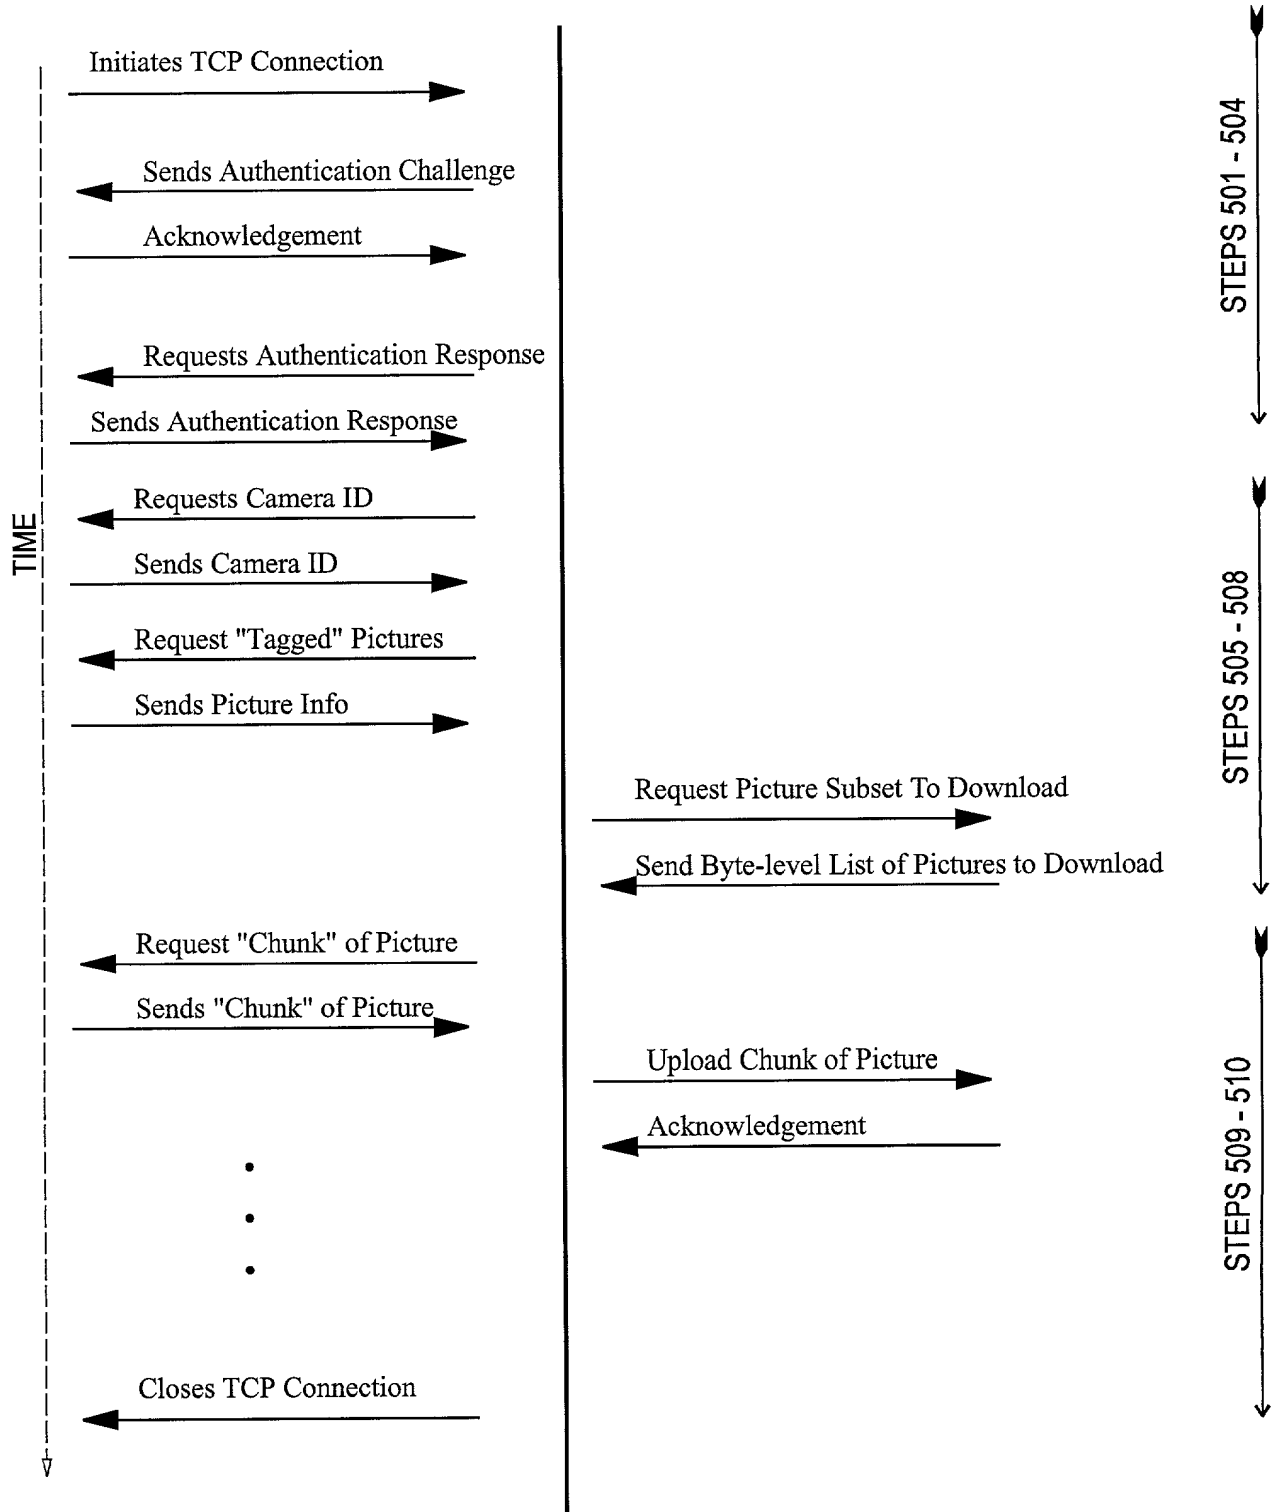 Initiates TCP Connection
Sends Authentication Challenge
Acknowledgement
Requests Authentication Response
Sends Authentication Response
Requests Camera ID
Sends Camera ID
Request "Tagged" Pictures
Sends Picture Info
Request Picture Subset To Download
Send Byte-level List of Pictures to Download
Request "Chunk" of Picture
Sends "Chunk" of Picture
Upload Chunk of Picture
Acknowledgement
Closes TCP Connection
TIME
STEPS 501 - 504
STEPS 505 - 508
STEPS 509 - 510